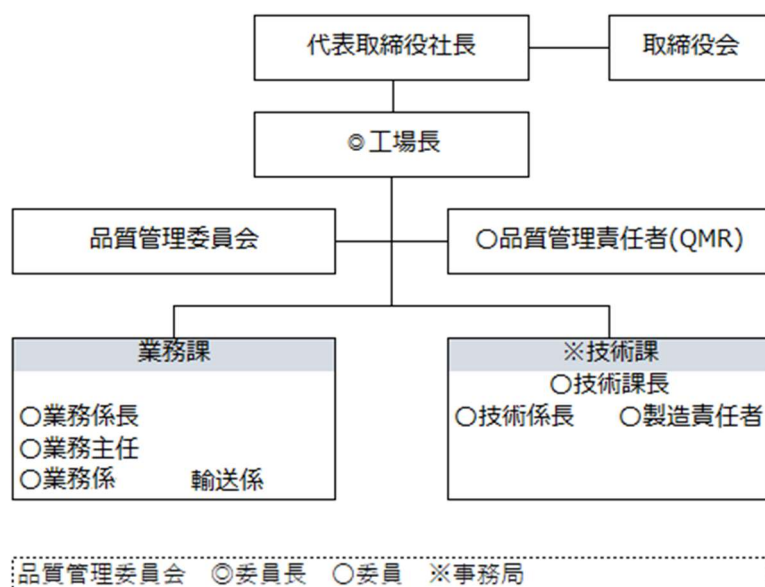 代表取締役社長
取締役会
◎工場長
品質管理委員会
○品質管理責任者(QMR)
業務課
○業務係長
○業務主任
○業務係 輸送係
※技術課
○技術課長
○技術係長 ○製造責任者
品質管理委員会 ◎委員長 ○委員 ※事務局